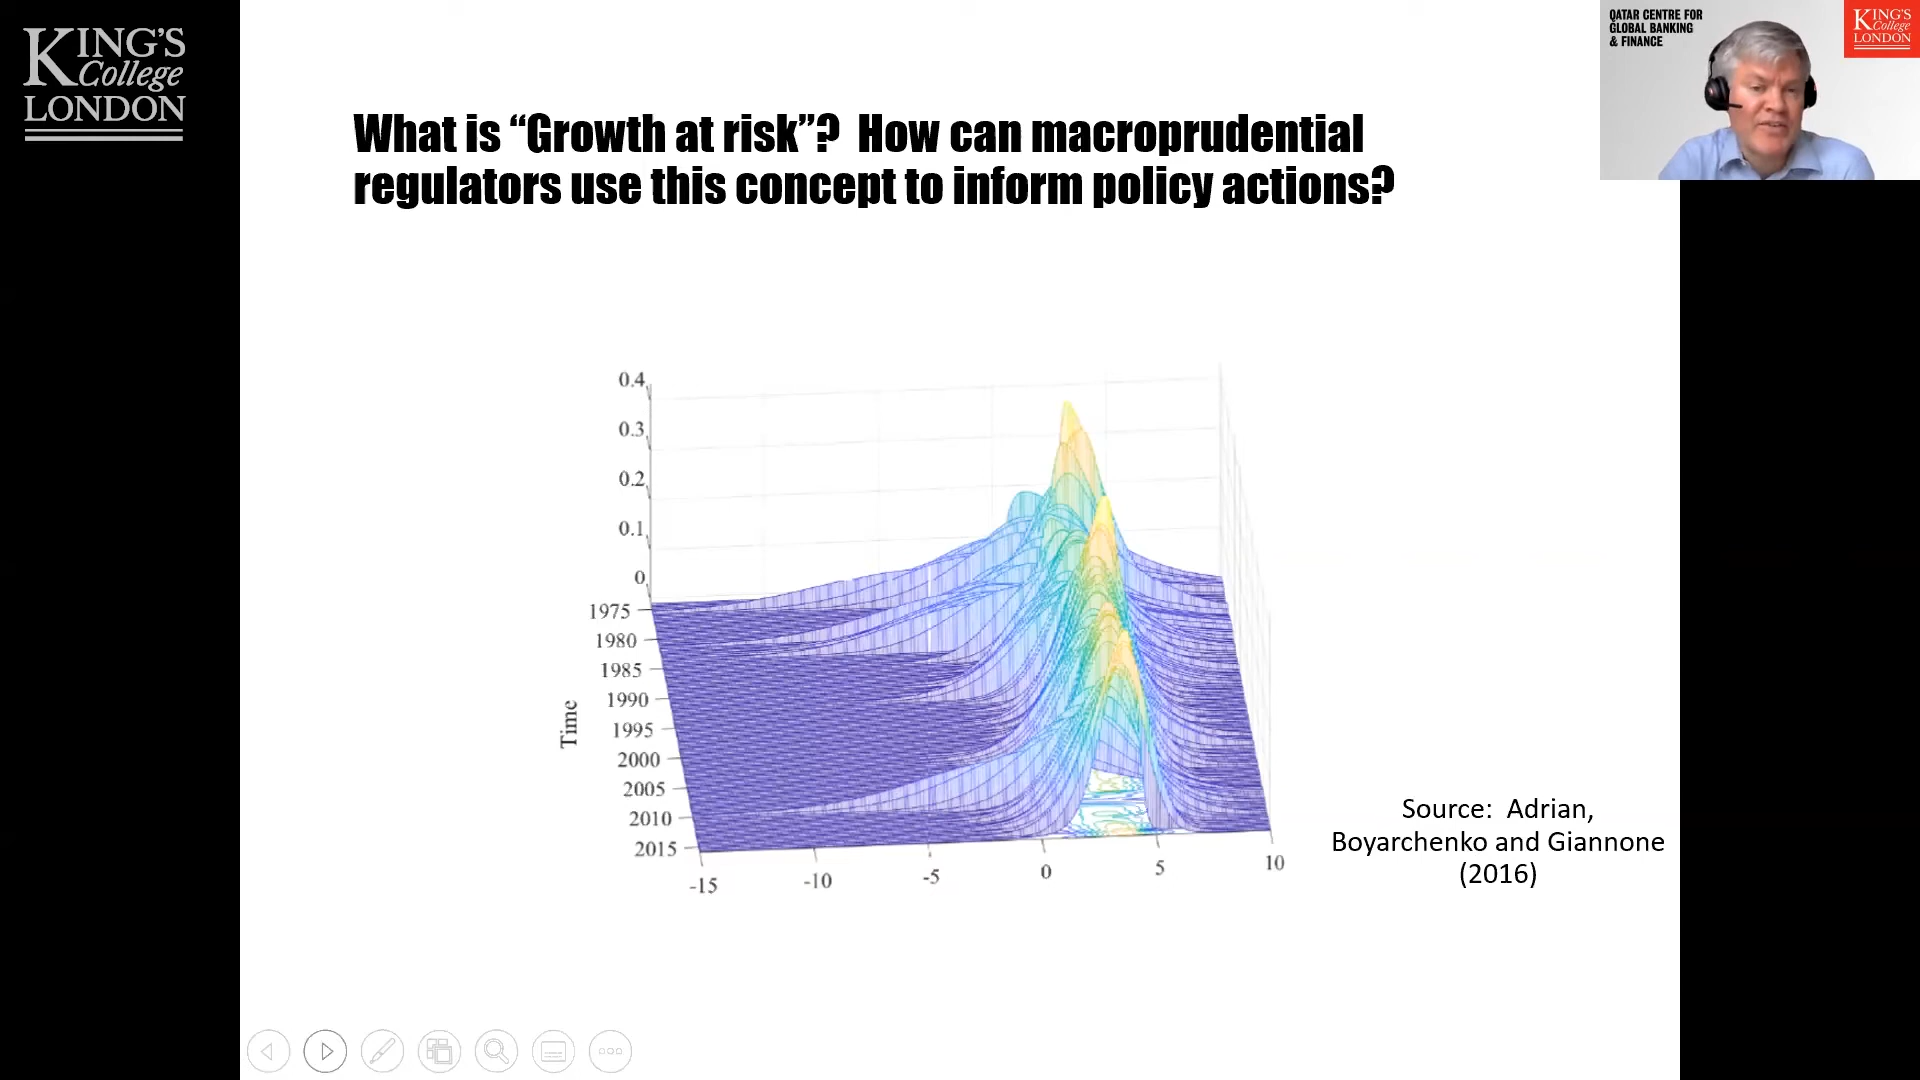 KING'S
College
LONDON
QATAR CENTRE FOR
GLOBAL BANKING
& FINANCE
KING'S
College
LONDON
What is “Growth at risk”?  How can macroprudential
regulators use this concept to inform policy actions?
0.4
0.3
0.2
0.1
0
1975
1980
1985
1990
1995
2000
2005
2010
2015
Time
-15
-10
-5
0
5
10
Source:  Adrian,
Boyarchenko and Giannone
(2016)